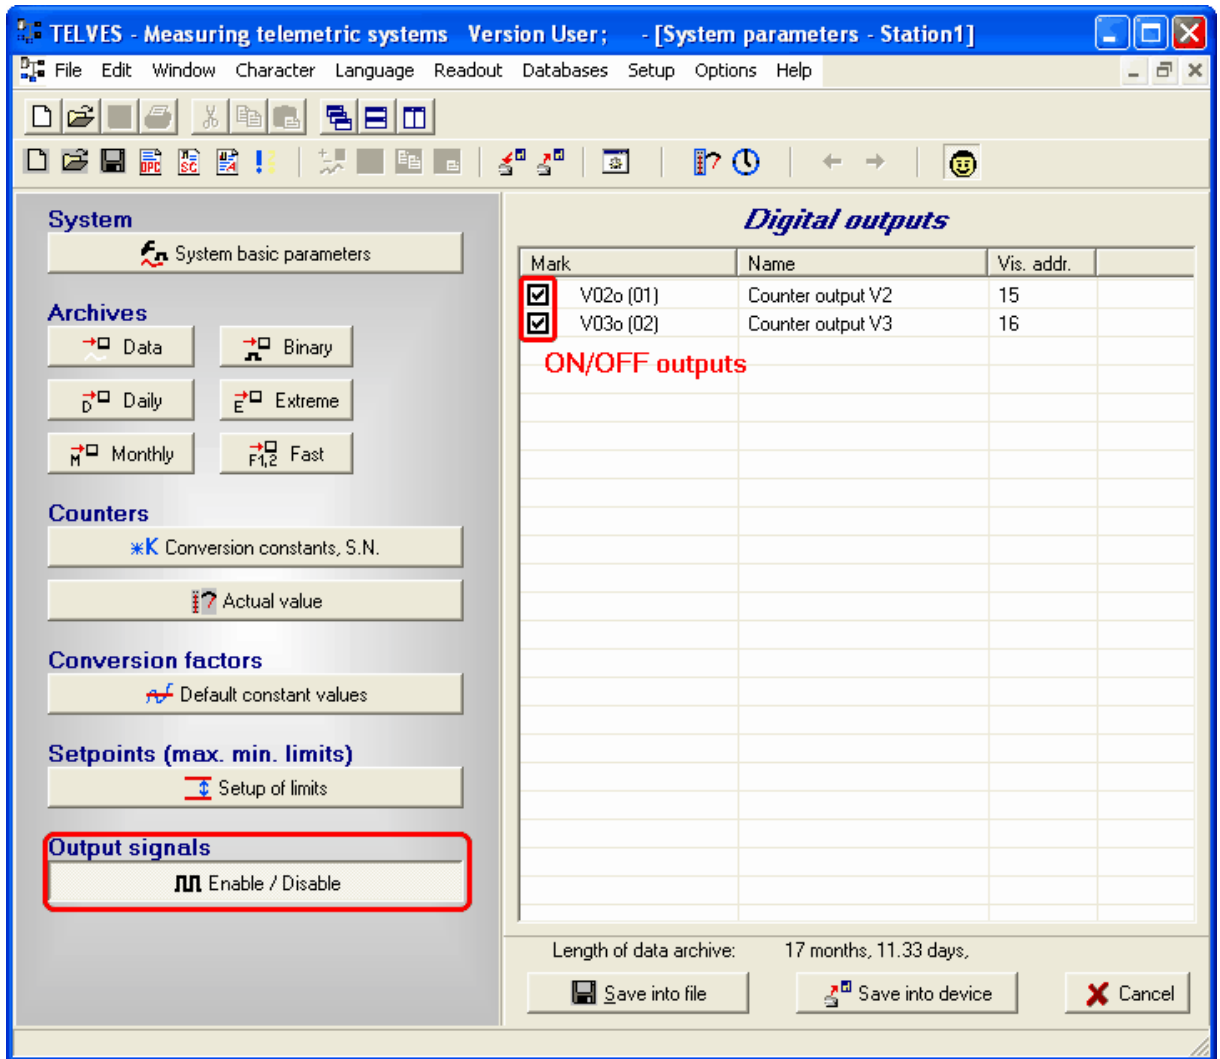 TELVES - Measuring telemetric systems   Version User;     - [System parameters - Station1]
File Edit Window Character Language Readout Databases Setup Options Help
OPC SC A
System
System basic parameters
Archives
Data
Binary
D Daily
E Extreme
M Monthly
F1,2 Fast
Counters
*K Conversion constants, S.N.
Actual value
Conversion factors
Default constant values
Setpoints (max. min. limits)
Setup of limits
Output signals
Enable / Disable
Digital outputs
Mark Name Vis. addr.
V02o (01) Counter output V2 15
V03o (02) Counter output V3 16
ON/OFF outputs
Length of data archive: 17 months, 11.33 days,
Save into file
Save into device
Cancel